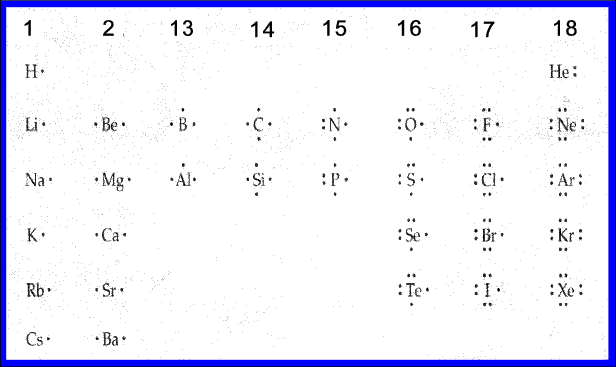 1 2 13 14 15 16 17 18
H· He:
Li· ·Be· ·B· ·C· :N· :O· :F· :Ne:
Na· ·Mg· ·Al· ·Si· :P· :S· :Cl· :Ar:
K· ·Ca· :Se· :Br· :Kr:
Rb· ·Sr· :Te· :I· :Xe:
Cs· ·Ba·